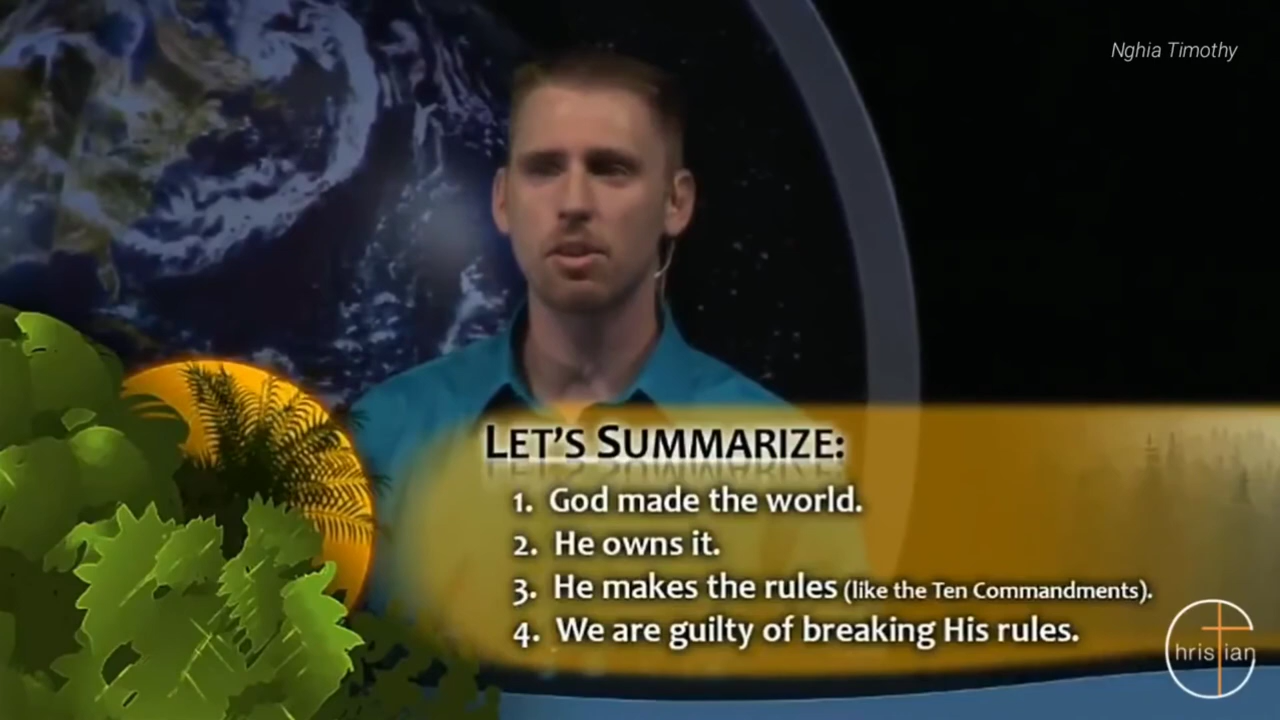 Nghia Timothy
LET'S SUMMARIZE:
1. God made the world.
2. He owns it.
3. He makes the rules (like the Ten Commandments).
4. We are guilty of breaking His rules.
ChrisTian